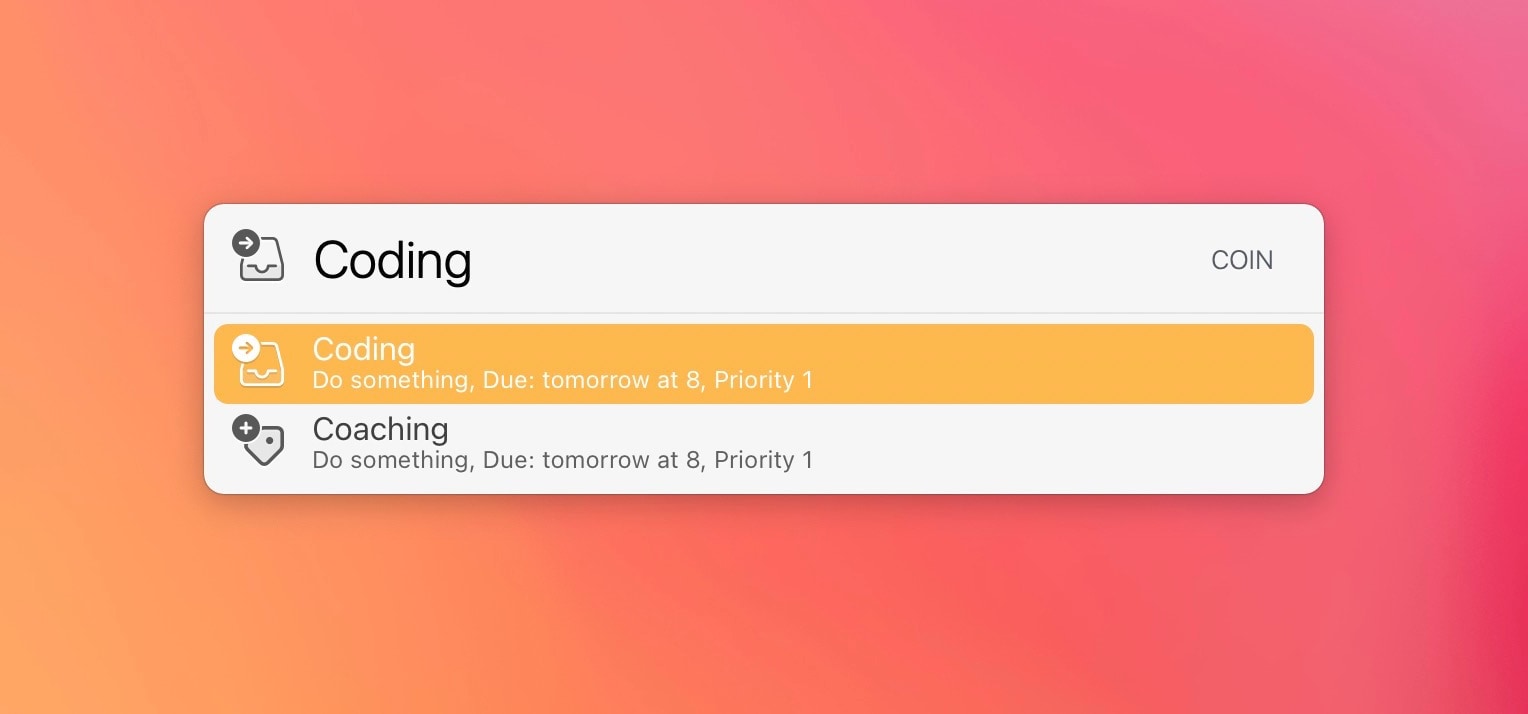 Coding
COIN
Coding
Do something, Due: tomorrow at 8, Priority 1
Coaching
Do something, Due: tomorrow at 8, Priority 1